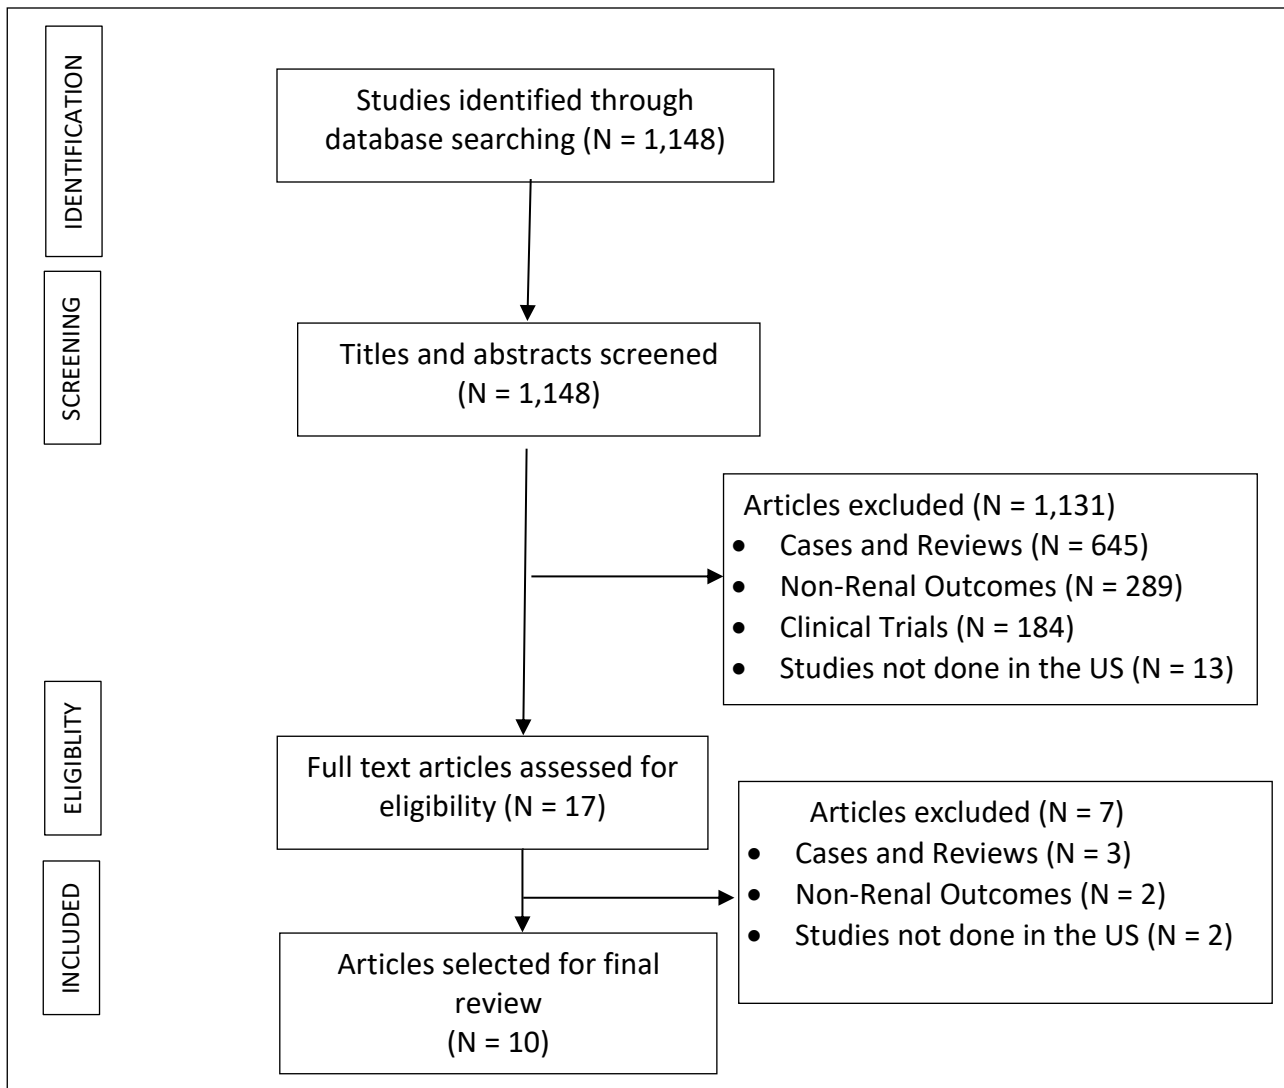 IDENTIFICATION
Studies identified through
database searching (N = 1,148)
SCREENING
Titles and abstracts screened
(N = 1,148)
Articles excluded (N = 1,131)
• Cases and Reviews (N = 645)
• Non-Renal Outcomes (N = 289)
• Clinical Trials (N = 184)
• Studies not done in the US (N = 13)
ELIGIBLITY
Full text articles assessed for
eligibility (N = 17)
Articles excluded (N = 7)
• Cases and Reviews (N = 3)
• Non-Renal Outcomes (N = 2)
• Studies not done in the US (N = 2)
INCLUDED
Articles selected for final
review
(N = 10)